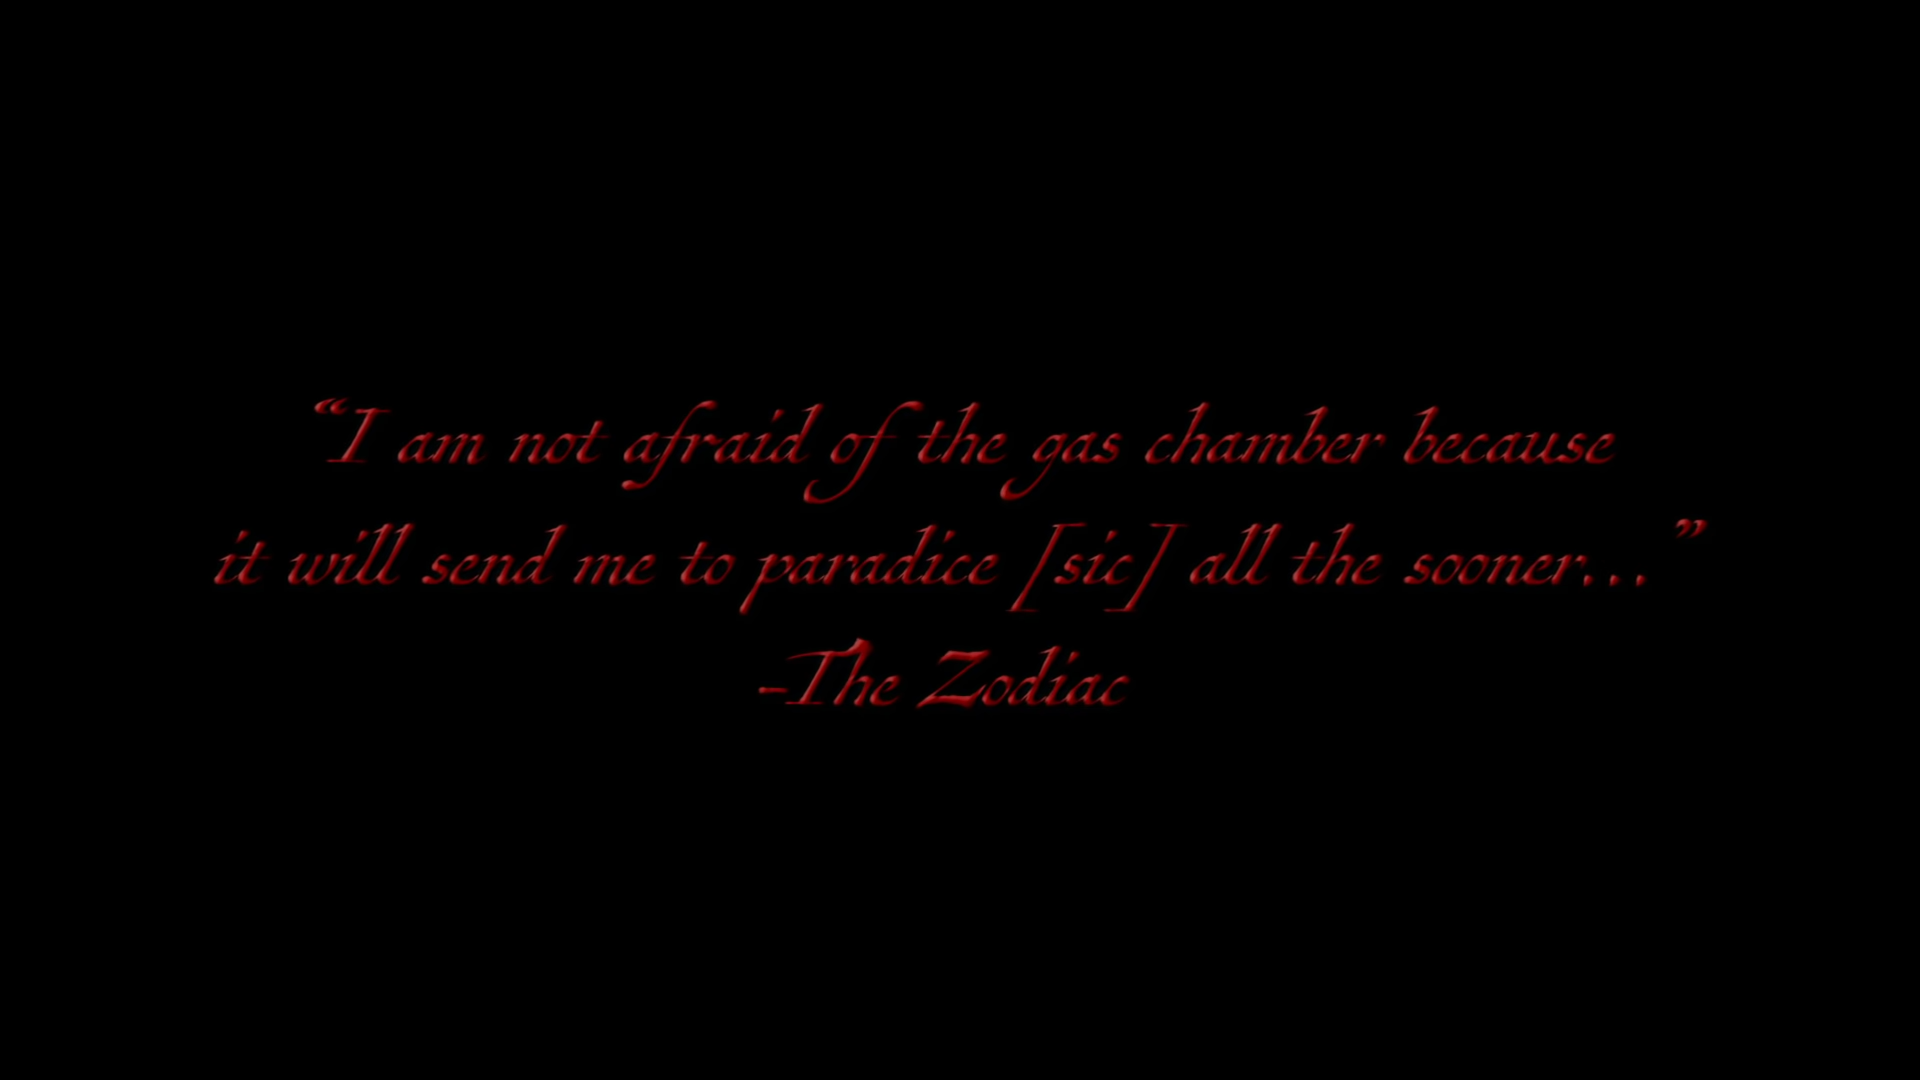 “I am not afraid of the gas chamber because
it will send me to paradice [sic] all the sooner...”
-The Zodiac